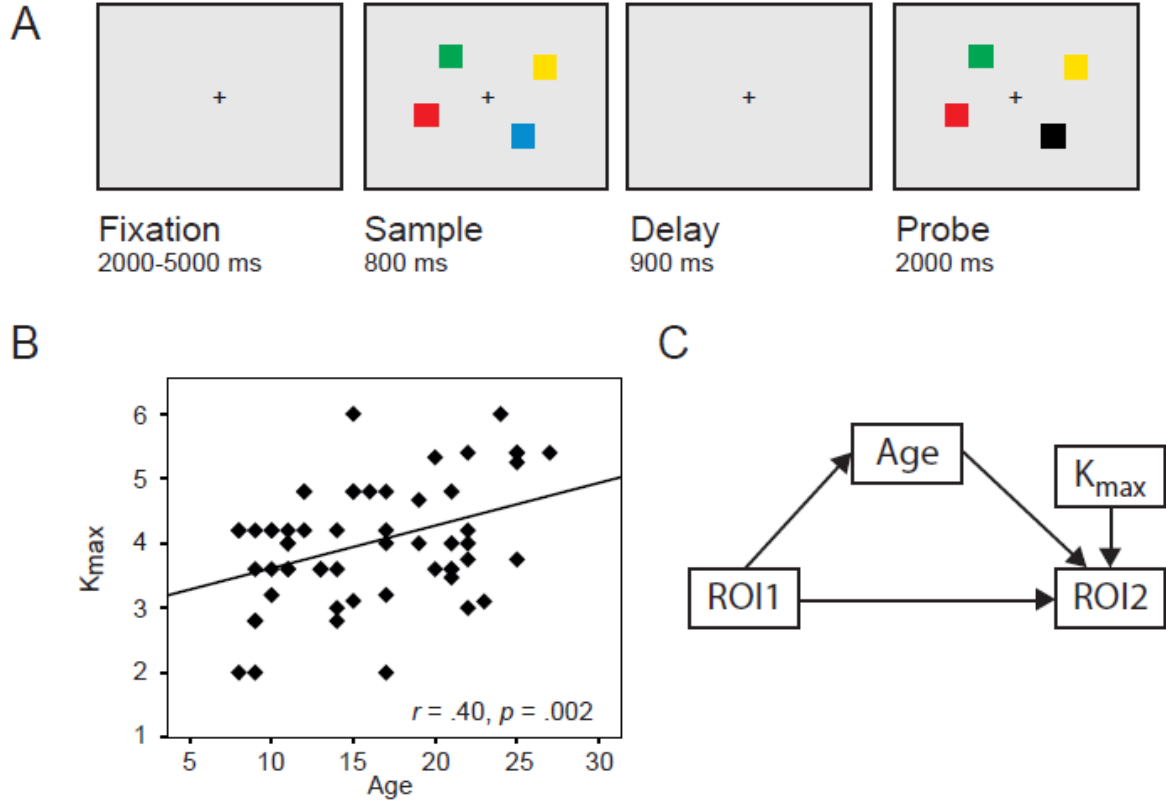 A
+
+
+
+
Fixation
2000-5000 ms
Sample
800 ms
Delay
900 ms
Probe
2000 ms
B
Kmax
6
5
4
3
2
1
r = .40, p = .002
5 10 15 20 25 30
Age
C
Age
Kmax
ROI1
ROI2